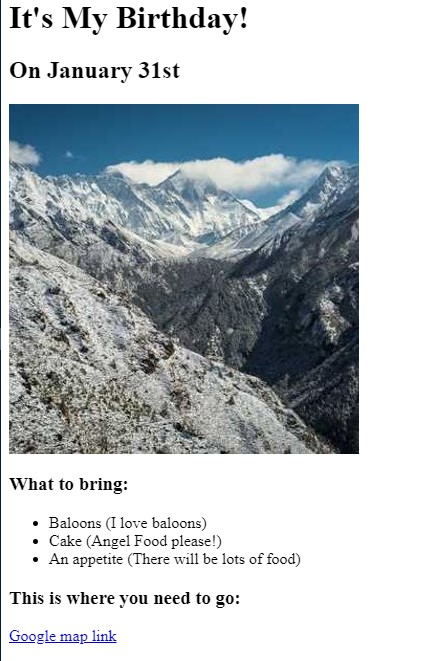 It's My Birthday!
On January 31st
What to bring:
Baloons (I love baloons)
Cake (Angel Food please!)
An appetite (There will be lots of food)
This is where you need to go:
Google map link